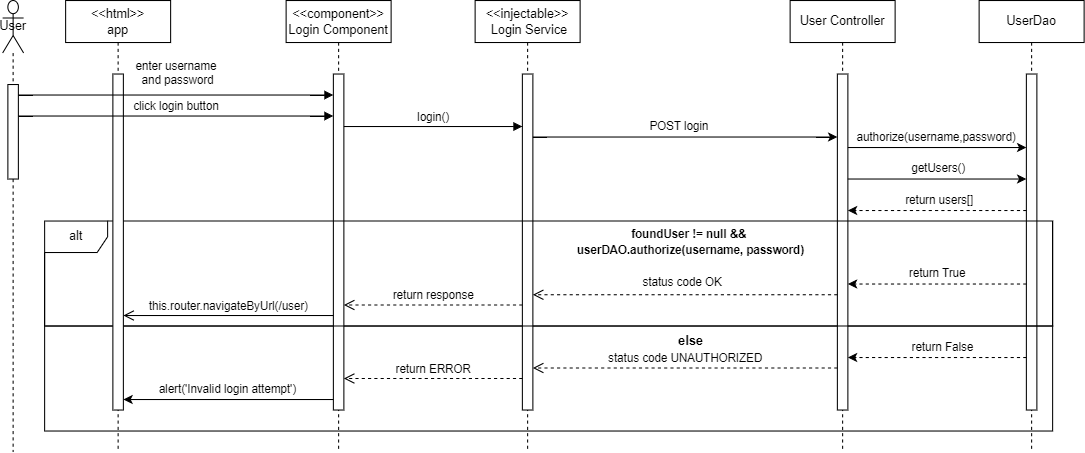 User
<<html>>
app
<<component>>
Login Component
<<injectable>>
Login Service
User Controller
UserDao
enter username
and password
click login button
login()
POST login
authorize(username,password)
getUsers()
return users[]
alt
foundUser != null &&
userDAO.authorize(username, password)
return True
status code OK
return response
this.router.navigateByUrl(/user)
else
return False
status code UNAUTHORIZED
return ERROR
alert('Invalid login attempt')